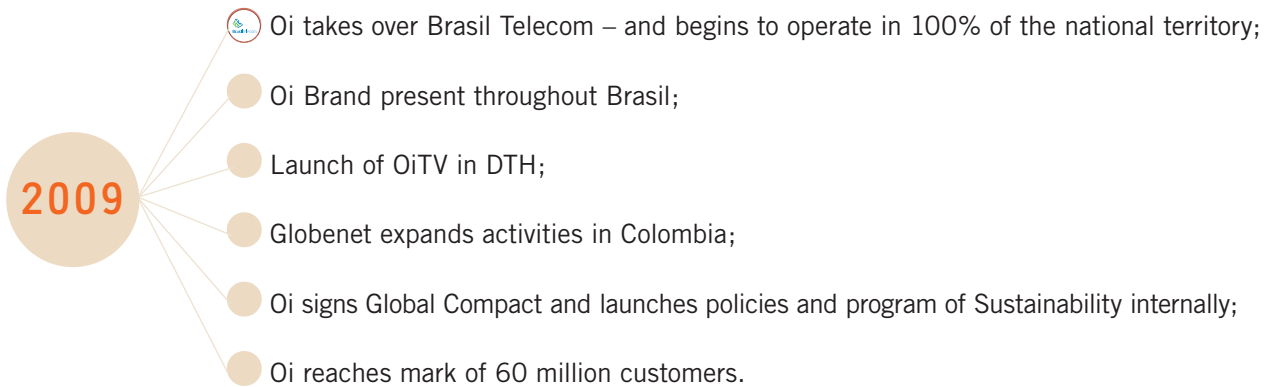 Oi takes over Brasil Telecom – and begins to operate in 100% of the national territory;
Oi Brand present throughout Brasil;
Launch of OiTV in DTH;
2009
Globenet expands activities in Colombia;
Oi signs Global Compact and launches policies and program of Sustainability internally;
Oi reaches mark of 60 million customers.